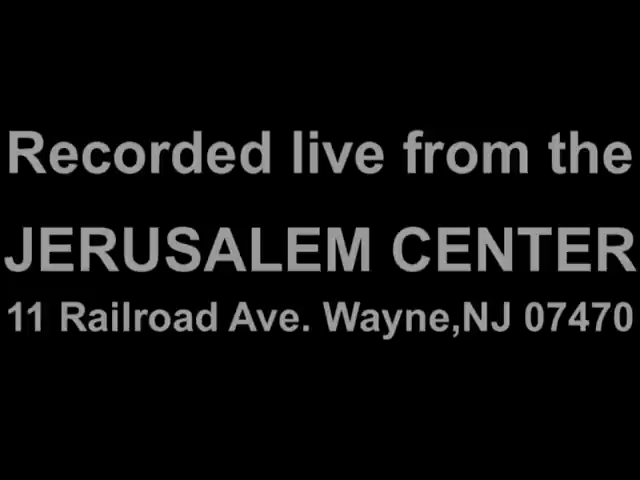 Recorded live from the
JERUSALEM CENTER
11 Railroad Ave. Wayne,NJ 07470